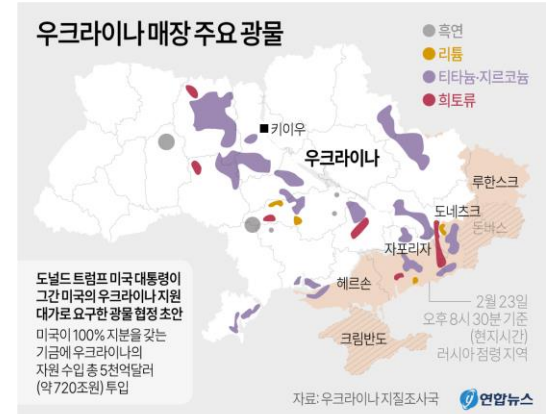 우크라이나 매장 주요 광물
흑연
리튬
티타늄·지르코늄
희토류
키이우
우크라이나
루한스크
도네츠크
돈바스
자포리자
헤르손
크림반도
2월 23일
오후 8시 30분 기준
(현지시간)
러시아 점령 지역
도널드 트럼프 미국 대통령이
그간 미국의 우크라이나 지원
대가로 요구한 광물 협정 초안
미국이 100% 지분을 갖는
기금에 우크라이나의
자원 수입 총 5천억달러
(약 720조원) 투입
자료: 우크라이나 지질조사국
연합뉴스